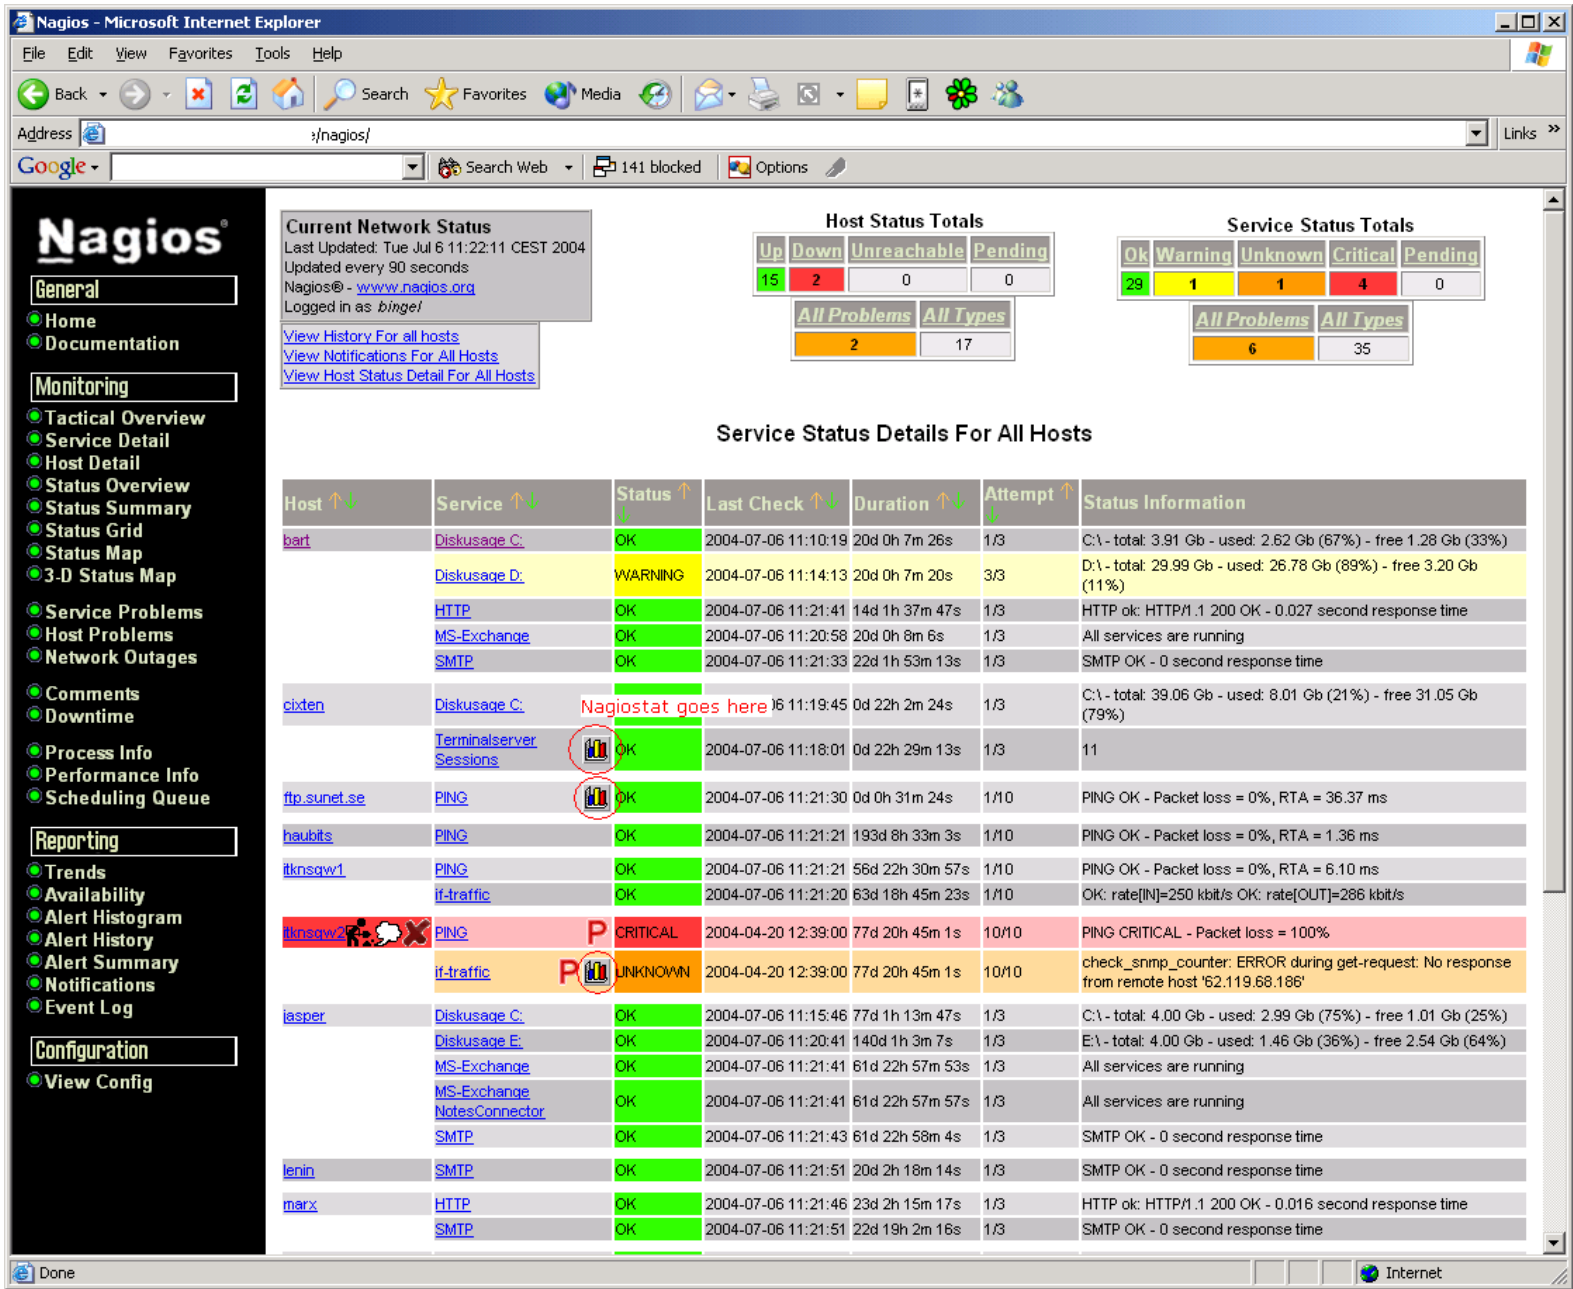 Nagios - Microsoft Internet Explorer
File Edit View Favorites Tools Help
Back Search Favorites Media
Address /nagios/ Links »
Google Search Web 141 blocked Options
Nagios®
General
Home
Documentation
Monitoring
Tactical Overview
Service Detail
Host Detail
Status Overview
Status Summary
Status Grid
Status Map
3-D Status Map
Service Problems
Host Problems
Network Outages
Comments
Downtime
Process Info
Performance Info
Scheduling Queue
Reporting
Trends
Availability
Alert Histogram
Alert History
Alert Summary
Notifications
Event Log
Configuration
View Config
Current Network Status
Last Updated: Tue Jul 6 11:22:11 CEST 2004
Updated every 90 seconds
Nagios® - www.nagios.org
Logged in as bingel
View History For all hosts
View Notifications For All Hosts
View Host Status Detail For All Hosts
Host Status Totals
Up Down Unreachable Pending
15 2 0 0
All Problems All Types
2 17
Service Status Totals
Ok Warning Unknown Critical Pending
29 1 1 4 0
All Problems All Types
6 35
Service Status Details For All Hosts
Host Service Status Last Check Duration Attempt Status Information
bart Diskusage C: OK 2004-07-06 11:10:19 20d 0h 7m 26s 1/3 C:\ - total: 3.91 Gb - used: 2.62 Gb (67%) - free 1.28 Gb (33%)
Diskusage D: WARNING 2004-07-06 11:14:13 20d 0h 7m 20s 3/3 D:\ - total: 29.99 Gb - used: 26.78 Gb (89%) - free 3.20 Gb
(11%)
HTTP OK 2004-07-06 11:21:41 14d 1h 37m 47s 1/3 HTTP ok: HTTP/1.1 200 OK - 0.027 second response time
MS-Exchange OK 2004-07-06 11:20:58 20d 0h 8m 6s 1/3 All services are running
SMTP OK 2004-07-06 11:21:33 22d 1h 53m 13s 1/3 SMTP OK - 0 second response time
cixten Diskusage C: Nagiostat goes here 06 11:19:45 0d 22h 2m 24s 1/3 C:\ - total: 39.06 Gb - used: 8.01 Gb (21%) - free 31.05 Gb
(79%)
Terminalserver
Sessions OK 2004-07-06 11:18:01 0d 22h 29m 13s 1/3 11
ftp.sunet.se PING OK 2004-07-06 11:21:30 0d 0h 31m 24s 1/10 PING OK - Packet loss = 0%, RTA = 36.37 ms
haubits PING OK 2004-07-06 11:21:21 193d 8h 33m 3s 1/10 PING OK - Packet loss = 0%, RTA = 1.36 ms
itknsgw1 PING OK 2004-07-06 11:21:21 56d 22h 30m 57s 1/10 PING OK - Packet loss = 0%, RTA = 6.10 ms
if-traffic OK 2004-07-06 11:21:20 63d 18h 45m 23s 1/10 OK: rate[IN]=250 kbit/s OK: rate[OUT]=286 kbit/s
itknsgw2 PING P CRITICAL 2004-04-20 12:39:00 77d 20h 45m 1s 10/10 PING CRITICAL - Packet loss = 100%
if-traffic P UNKNOWN 2004-04-20 12:39:00 77d 20h 45m 1s 10/10 check_snmp_counter: ERROR during get-request: No response
from remote host '62.119.68.186'
jasper Diskusage C: OK 2004-07-06 11:15:46 77d 1h 13m 47s 1/3 C:\ - total: 4.00 Gb - used: 2.99 Gb (75%) - free 1.01 Gb (25%)
Diskusage E: OK 2004-07-06 11:20:41 140d 1h 3m 7s 1/3 E:\ - total: 4.00 Gb - used: 1.46 Gb (36%) - free 2.54 Gb (64%)
MS-Exchange OK 2004-07-06 11:21:41 61d 22h 57m 53s 1/3 All services are running
MS-Exchange
NotesConnector OK 2004-07-06 11:21:41 61d 22h 57m 57s 1/3 All services are running
SMTP OK 2004-07-06 11:21:43 61d 22h 58m 4s 1/3 SMTP OK - 0 second response time
lenin SMTP OK 2004-07-06 11:21:51 20d 2h 18m 14s 1/3 SMTP OK - 0 second response time
marx HTTP OK 2004-07-06 11:21:46 23d 2h 15m 17s 1/3 HTTP ok: HTTP/1.1 200 OK - 0.016 second response time
SMTP OK 2004-07-06 11:21:51 22d 19h 2m 16s 1/3 SMTP OK - 0 second response time
Done Internet